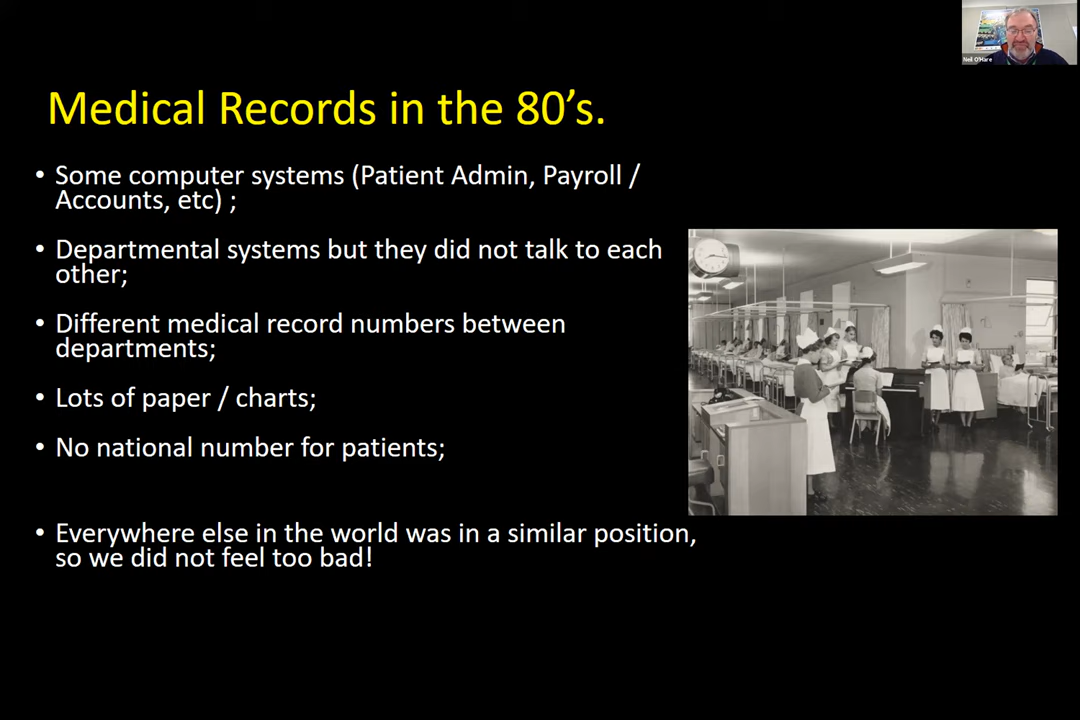 Neil O'Hare
Medical Records in the 80’s.
• Some computer systems (Patient Admin, Payroll /
Accounts, etc) ;
• Departmental systems but they did not talk to each
other;
• Different medical record numbers between
departments;
• Lots of paper / charts;
• No national number for patients;
• Everywhere else in the world was in a similar position,
so we did not feel too bad!